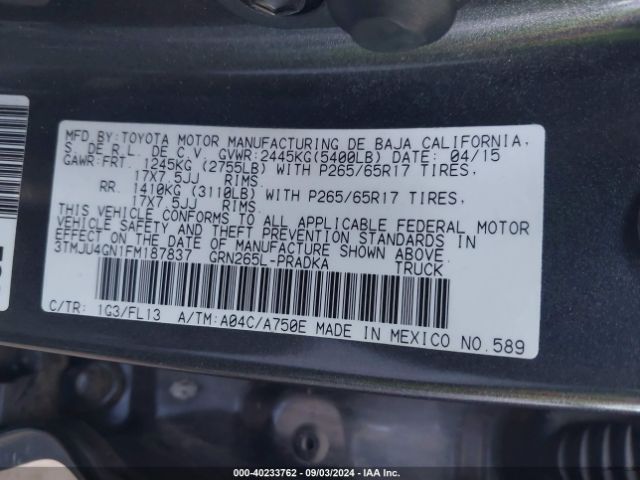 MFD. BY: TOYOTA MOTOR MANUFACTURING DE BAJA CALIFORNIA,
S. DE R.L. DE C.V. GVWR: 2445KG(5400LB) DATE: 04/15
GAWR: FRT. 1245KG (2755LB) WITH P265/65R17 TIRES,
17X7.5JJ RIMS.
RR. 1410KG (3110LB) WITH P265/65R17 TIRES,
17X7.5JJ RIMS.
THIS VEHICLE CONFORMS TO ALL APPLICABLE FEDERAL MOTOR
VEHICLE SAFETY AND THEFT PREVENTION STANDARDS IN
EFFECT ON THE DATE OF MANUFACTURE SHOWN ABOVE.
3TMJU4GN1FM187837 GRN265L-PRADKA TRUCK
C/TR: 1G3/FL13 A/TM: A04C/A750E MADE IN MEXICO NO.589
000-40233762 - 09/03/2024 - IAA Inc.